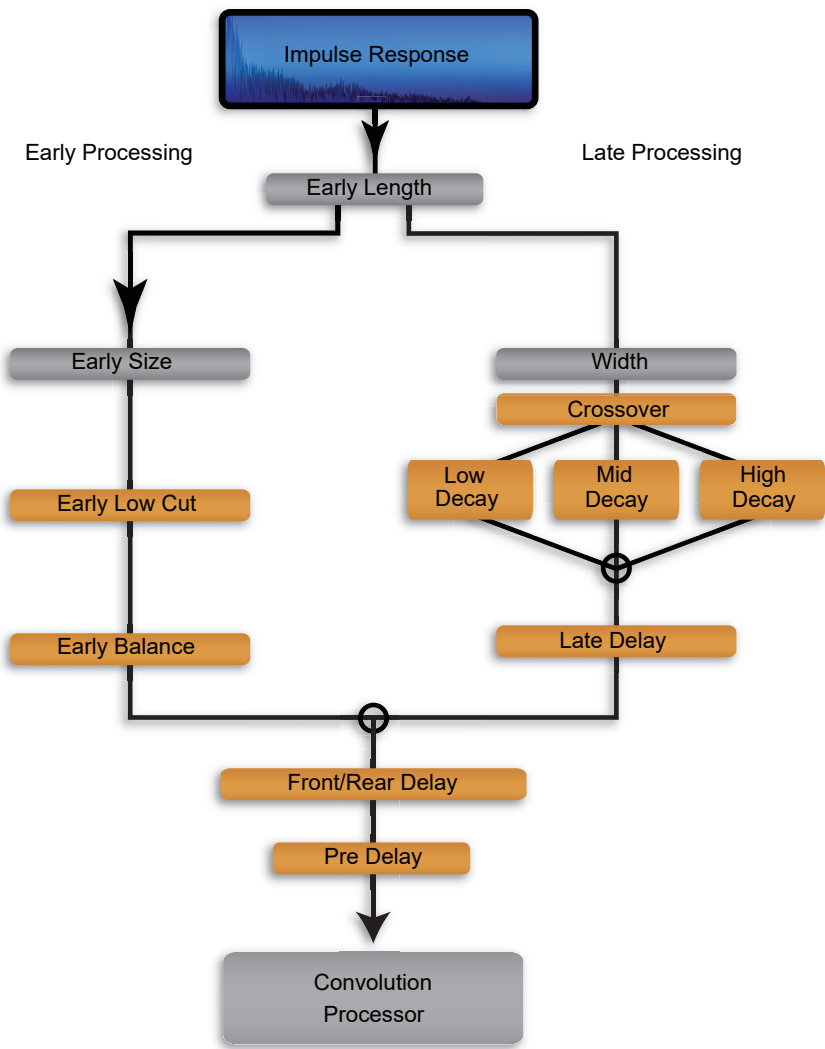 Impulse Response
Early Processing
Late Processing
Early Length
Early Size
Width
Crossover
Low
Decay
Mid
Decay
High
Decay
Early Low Cut
Early Balance
Late Delay
Front/Rear Delay
Pre Delay
Convolution
Processor